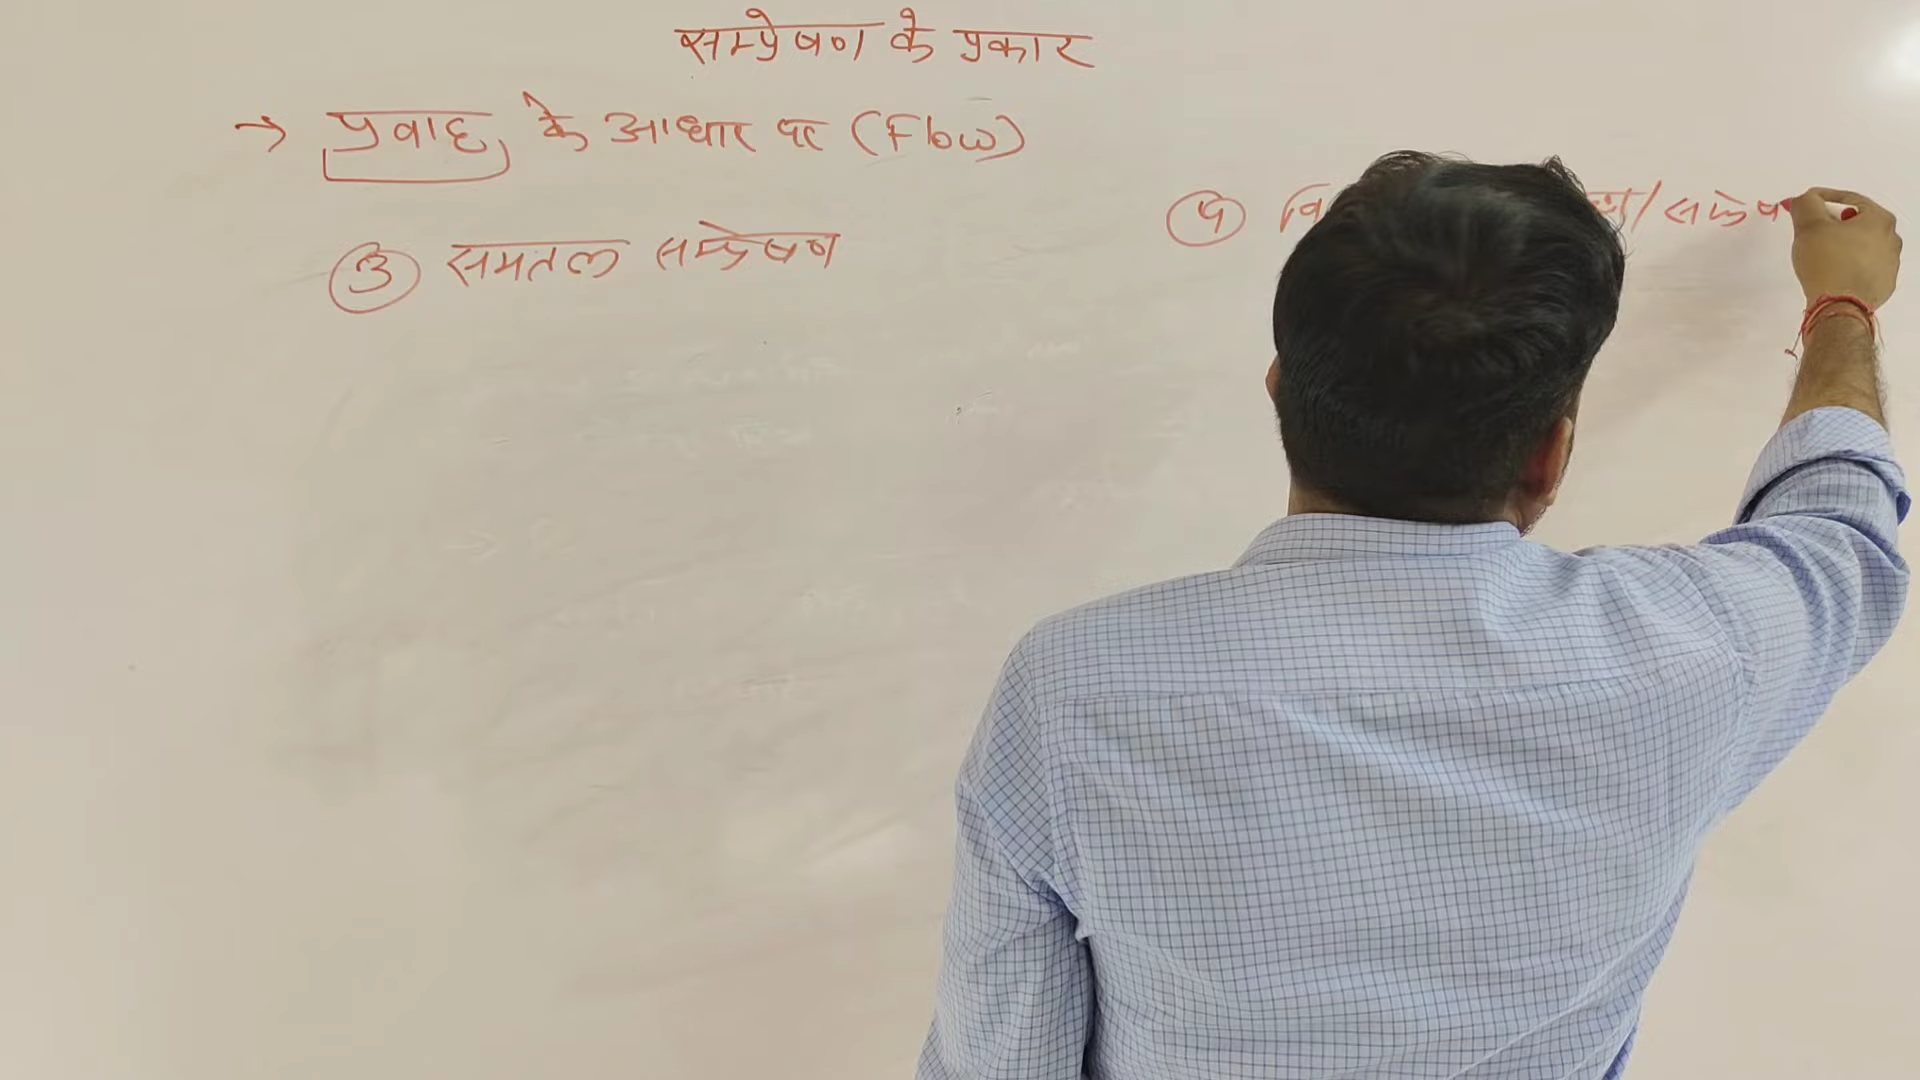 सम्प्रेषण के प्रकार
→ प्रवाह के आधार पर (Flow)
③ समतल सम्प्रेषण
④